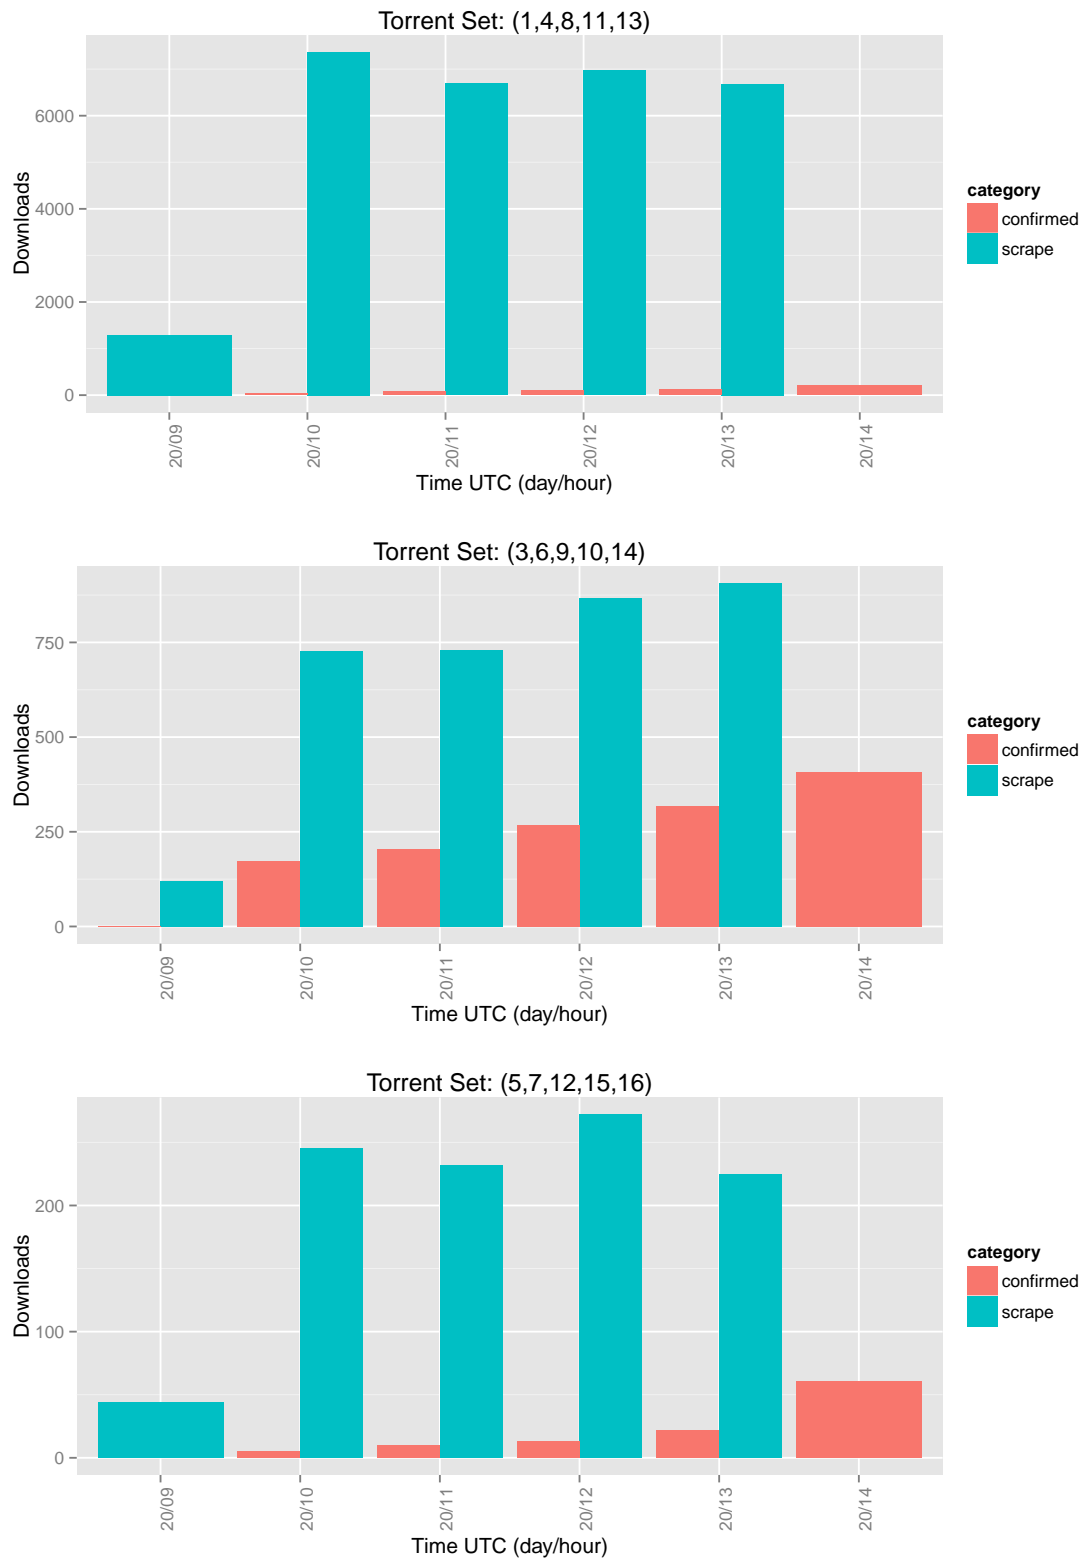 Torrent Set: (1,4,8,11,13)
Downloads
6000
4000
2000
0
20/09
20/10
20/11
20/12
20/13
20/14
Time UTC (day/hour)
category
confirmed
scrape
Torrent Set: (3,6,9,10,14)
Downloads
750
500
250
0
20/09
20/10
20/11
20/12
20/13
20/14
Time UTC (day/hour)
category
confirmed
scrape
Torrent Set: (5,7,12,15,16)
Downloads
200
100
0
20/09
20/10
20/11
20/12
20/13
20/14
Time UTC (day/hour)
category
confirmed
scrape